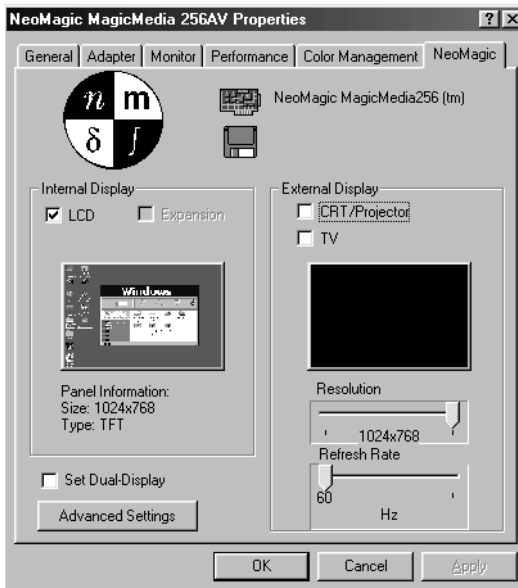 NeoMagic MagicMedia 256AV Properties
General Adapter Monitor Performance Color Management NeoMagic
n m
δ ∫
NeoMagic MagicMedia256 (tm)
Internal Display
LCD Expansion
Windows
Panel Information:
Size: 1024x768
Type: TFT
Set Dual-Display
Advanced Settings
External Display
CRT/Projector
TV
Resolution
1024x768
Refresh Rate
60
Hz
OK Cancel Apply